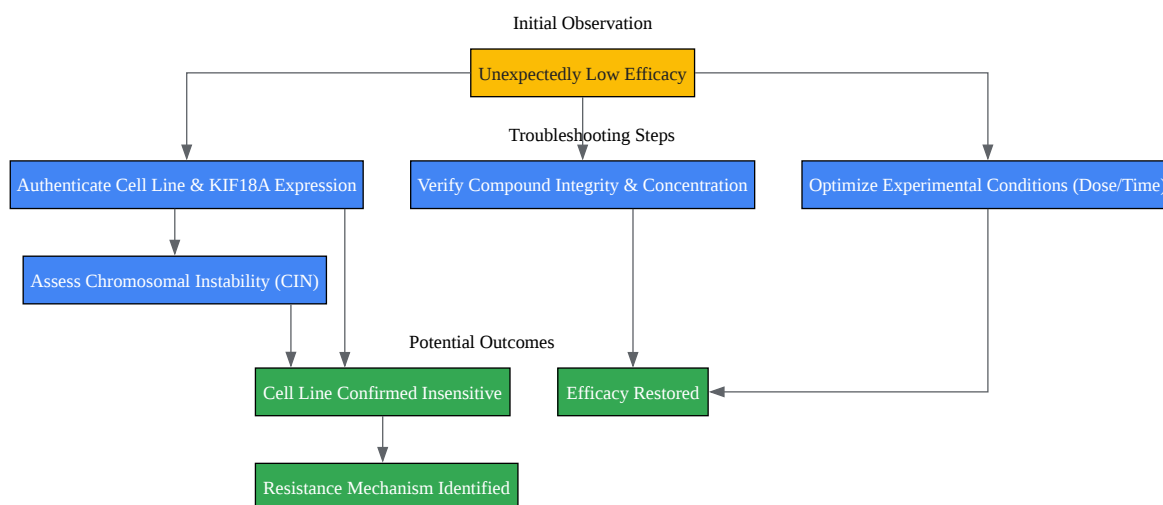 Initial Observation
Unexpectedly Low Efficacy
Troubleshooting Steps
Authenticate Cell Line & KIF18A Expression
Verify Compound Integrity & Concentration
Optimize Experimental Conditions (Dose/Time)
Assess Chromosomal Instability (CIN)
Potential Outcomes
Cell Line Confirmed Insensitive
Efficacy Restored
Resistance Mechanism Identified